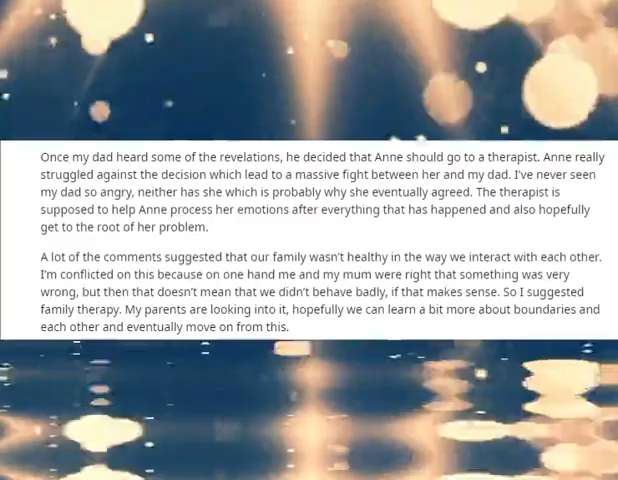 Once my dad heard some of the revelations, he decided that Anne should go to a therapist. Anne really
struggled against the decision which lead to a massive fight between her and my dad. I've never seen
my dad so angry, neither has she which is probably why she eventually agreed. The therapist is
supposed to help Anne process her emotions after everything that has happened and also hopefully
get to the root of her problem.
A lot of the comments suggested that our family wasn't healthy in the way we interact with each other.
I'm conflicted on this because on one hand me and my mum were right that something was very
wrong, but then that doesn't mean that we didn't behave badly, if that makes sense. So I suggested
family therapy. My parents are looking into it, hopefully we can learn a bit more about boundaries and
each other and eventually move on from this.